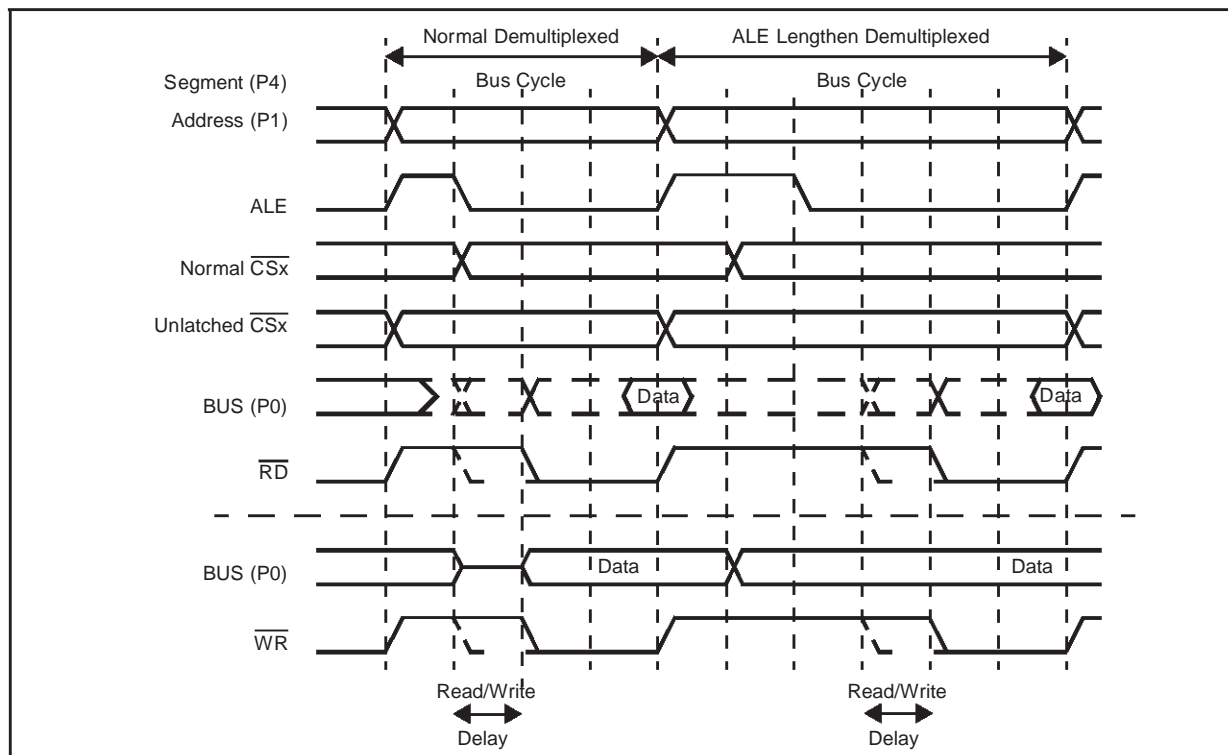 Normal Demultiplexed
ALE Lengthen Demultiplexed
Segment (P4)
Bus Cycle
Bus Cycle
Address (P1)
ALE
Normal CSx
Unlatched CSx
BUS (P0)
Data
Data
RD
BUS (P0)
Data
Data
WR
Read/Write
Read/Write
Delay
Delay